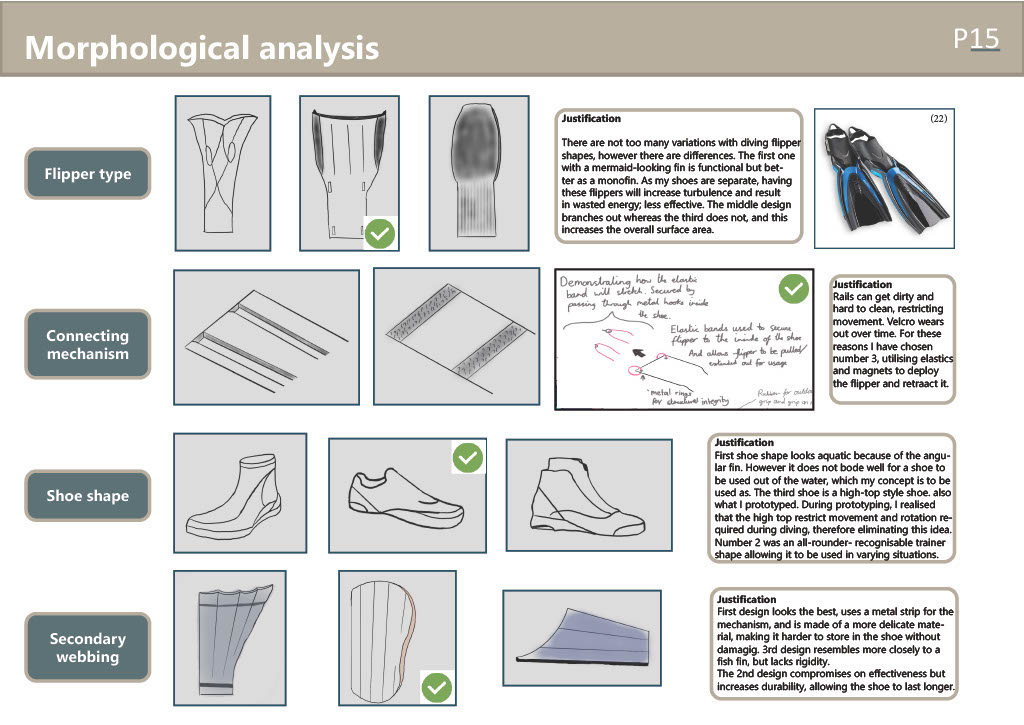 Morphological analysis
P15
Flipper type
Justification
There are not too many variations with diving flipper
shapes, however there are differences. The first one
with a mermaid-looking fin is functional but bet-
ter as a monofin. As my shoes are separate, having
these flippers will increase turbulence and result
in wasted energy; less effective. The middle design
branches out whereas the third does not, and this
increases the overall surface area.
(22)
Connecting
mechanism
Demonstrating how the elastic
band will stretch. Secured by
passing through metal hooks inside
the shoe.
Elastic bands used to secure
flipper to the inside of the shoe
And allows flipper to be pulled/
extended out for usage
"metal rings"
for structural integrity
Rubber for
grip and grip on
Justification
Rails can get dirty and
hard to clean, restricting
movement. Velcro wears
out over time. For these
reasons I have chosen
number 3, utilising elastics
and magnets to deploy
the flipper and retraact it.
Shoe shape
Justification
First shoe shape looks aquatic because of the angu-
lar fin. However it does not bode well for a shoe to
be used out of the water, which my concept is to be
used as. The third shoe is a high-top style shoe. also
what I prototyped. During prototyping, I realised
that the high top restrict movement and rotation re-
quired during diving, therefore eliminating this idea.
Number 2 was an all-rounder- recognisable trainer
shape allowing it to be used in varying situations.
Secondary
webbing
Justification
First design looks the best, uses a metal strip for the
mechanism, and is made of a more delicate mate-
rial, making it harder to store in the shoe without
damagig. 3rd design resembles more closely to a
fish fin, but lacks rigidity.
The 2nd design compromises on effectiveness but
increases durability, allowing the shoe to last longer.